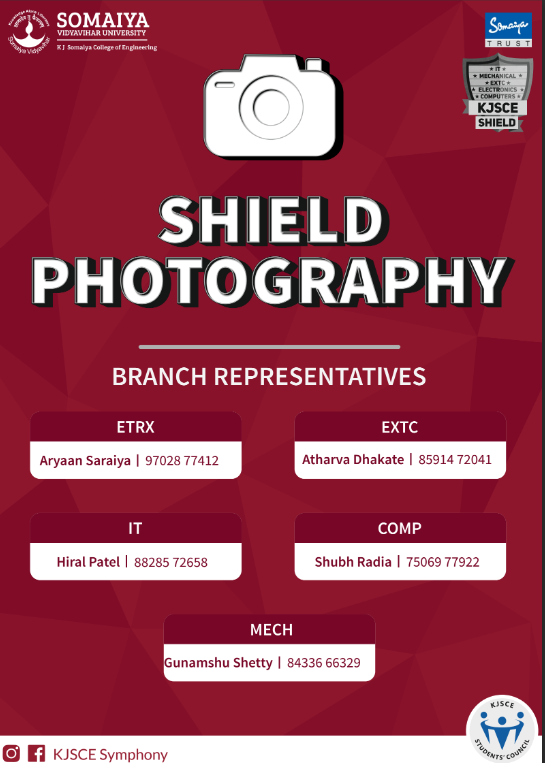 SOMAIYA
VIDYAVIHAR UNIVERSITY
K J Somaiya College of Engineering
Somaiya Vidyavihar
Somaiya
TRUST
★ IT ★
★ MECHANICAL ★
★ EXTC ★
★ ELECTRONICS ★
★ COMPUTERS ★
KJSCE
SHIELD
SHIELD
PHOTOGRAPHY
BRANCH REPRESENTATIVES
ETRX
Aryaan Saraiya | 97028 77412
EXTC
Atharva Dhakate | 85914 72041
IT
Hiral Patel | 88285 72658
COMP
Shubh Radia | 75069 77922
MECH
Gunamshu Shetty | 84336 66329
KJSCE
STUDENTS' COUNCIL
KJSCE Symphony